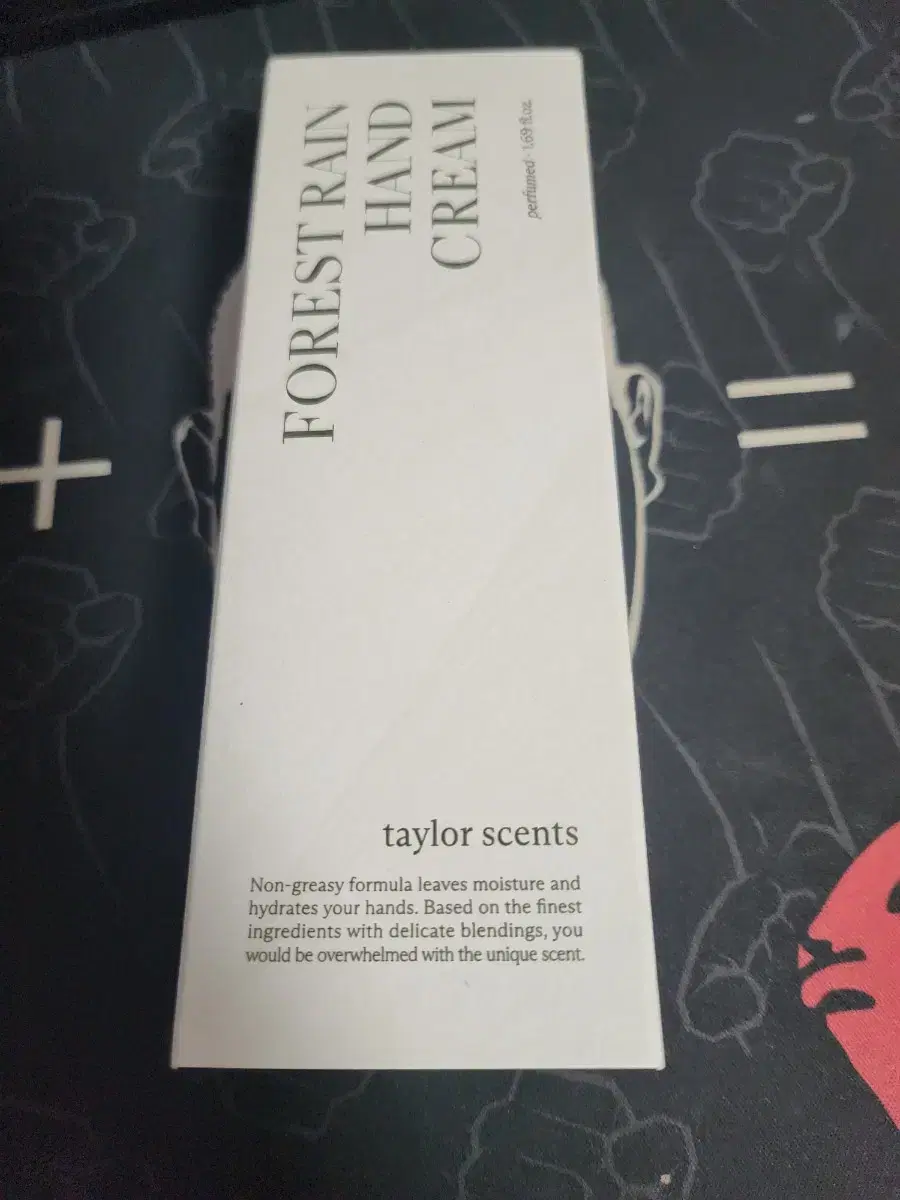 FOREST RAIN
HAND
CREAM
perfumed · 1.69 fl.oz.
taylor scents
Non-greasy formula leaves moisture and
hydrates your hands. Based on the finest
ingredients with delicate blendings, you
would be overwhelmed with the unique scent.
+
=